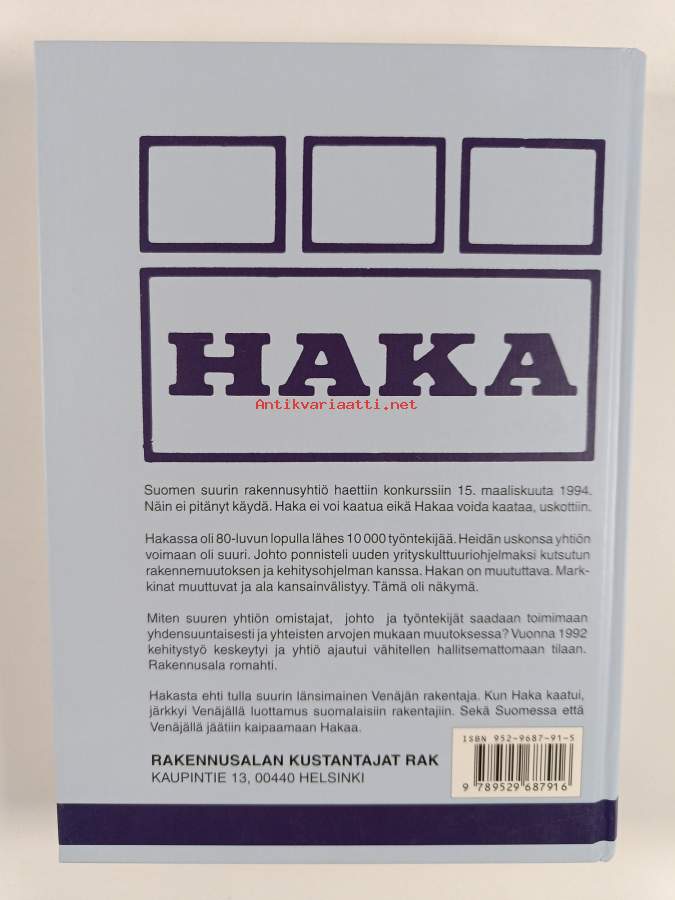 HAKA
Antikvariaatti.net
Suomen suurin rakennusyhtiö haettiin konkurssiin 15. maaliskuuta 1994.
Näin ei pitänyt käydä. Haka ei voi kaatua eikä Hakaa voida kaataa, uskottiin.
Hakassa oli 80-luvun lopulla lähes 10 000 työntekijää. Heidän uskonsa yhtiön
voimaan oli suuri. Johto ponnisteli uuden yrityskulttuuriohjelmaksi kutsutun
rakennemuutoksen ja kehitysohjelman kanssa. Hakan on muututtava. Mark-
kinat muuttuvat ja ala kansainvälistyy. Tämä oli näkymä.
Miten suuren yhtiön omistajat, johto ja työntekijät saadaan toimimaan
yhdensuuntaisesti ja yhteisten arvojen mukaan muutoksessa? Vuonna 1992
kehitystyö keskeytyi ja yhtiö ajautui vähitellen hallitsemattomaan tilaan.
Rakennusala romahti.
Hakasta ehti tulla suurin länsimainen Venäjän rakentaja. Kun Haka kaatui,
järkkyi Venäjällä luottamus suomalaisiin rakentajiin. Sekä Suomessa että
Venäjällä jäätiin kaipaamaan Hakaa.
RAKENNUSALAN KUSTANTAJAT RAK
KAUPINTIE 13, 00440 HELSINKI
ISBN 952-9687-91-5
9 789529 687916